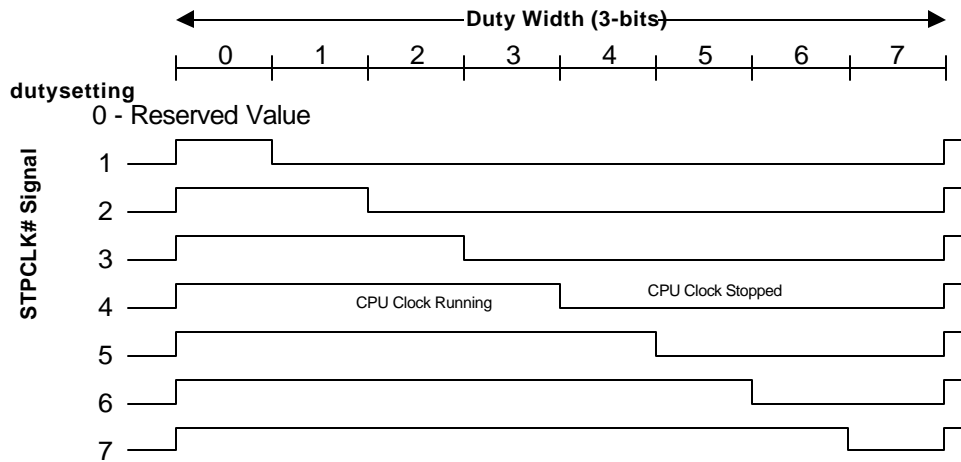 Duty Width (3-bits)
0 1 2 3 4 5 6 7
dutysetting
0 - Reserved Value
STPCLK# Signal
1
2
3
4 CPU Clock Running CPU Clock Stopped
5
6
7